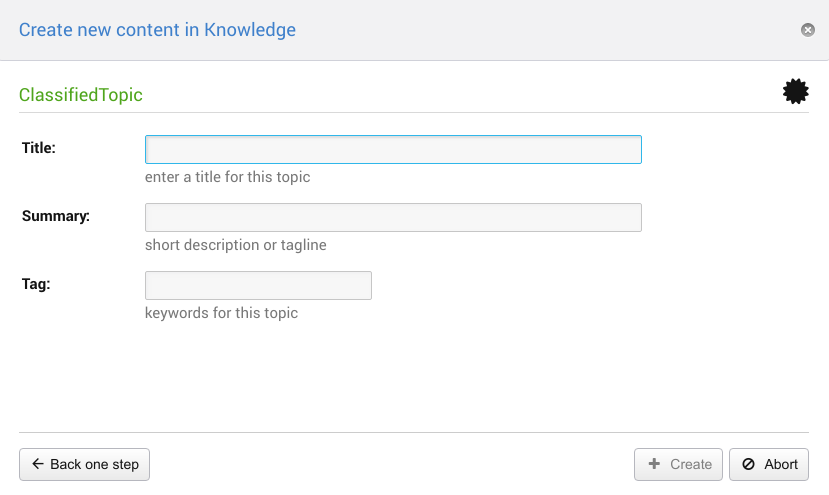 Create new content in Knowledge
ClassifiedTopic
Title:
enter a title for this topic
Summary:
short description or tagline
Tag:
keywords for this topic
Back one step
Create
Abort